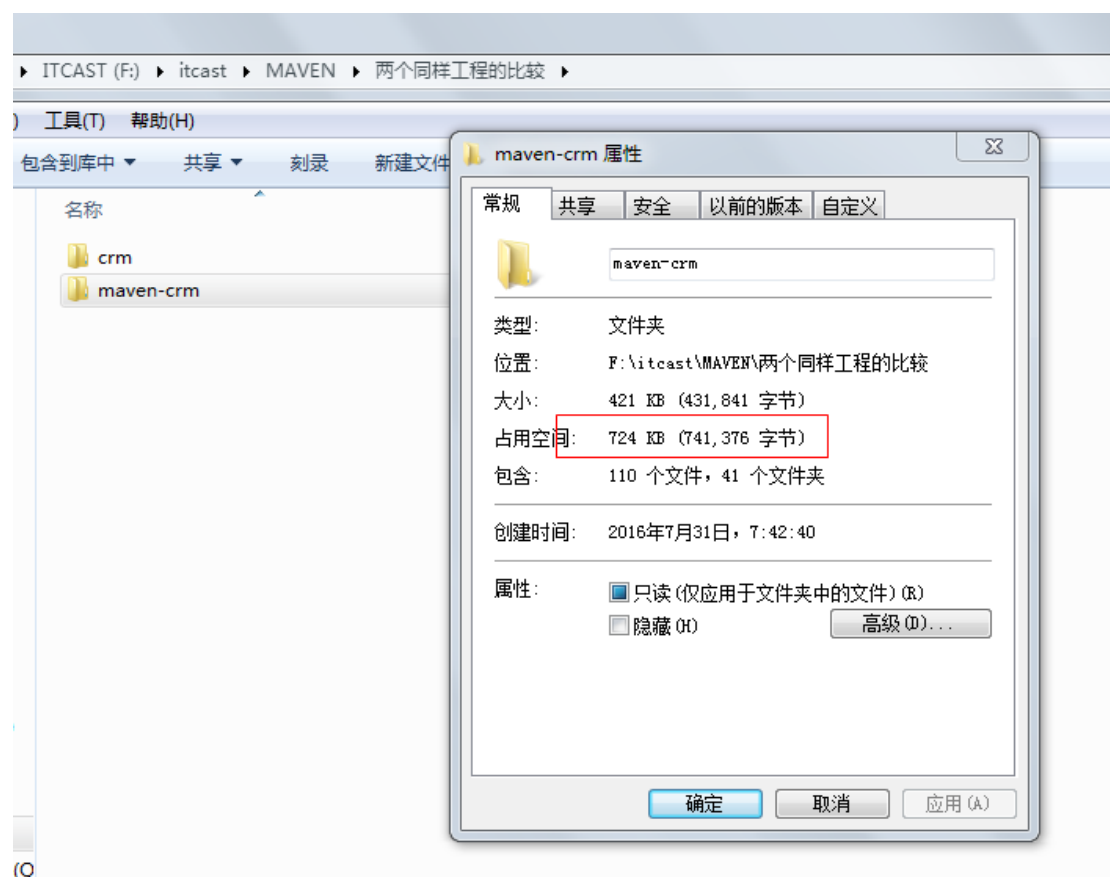 ITCAST (F:) itcast MAVEN 两个同样工程的比较
) 工具(T) 帮助(H)
包含到库中 共享 刻录 新建文件
名称
crm
maven-crm
maven-crm 属性
常规 共享 安全 以前的版本 自定义
maven-crm
类型: 文件夹
位置: F:\itcast\MAVEN\两个同样工程的比较
大小: 421 KB (431,841 字节)
占用空间: 724 KB (741,376 字节)
包含: 110 个文件，41 个文件夹
创建时间: 2016年7月31日，7:42:40
属性: 只读(仅应用于文件夹中的文件)(R)
隐藏(H) 高级(D)...
确定 取消 应用(A)
(O